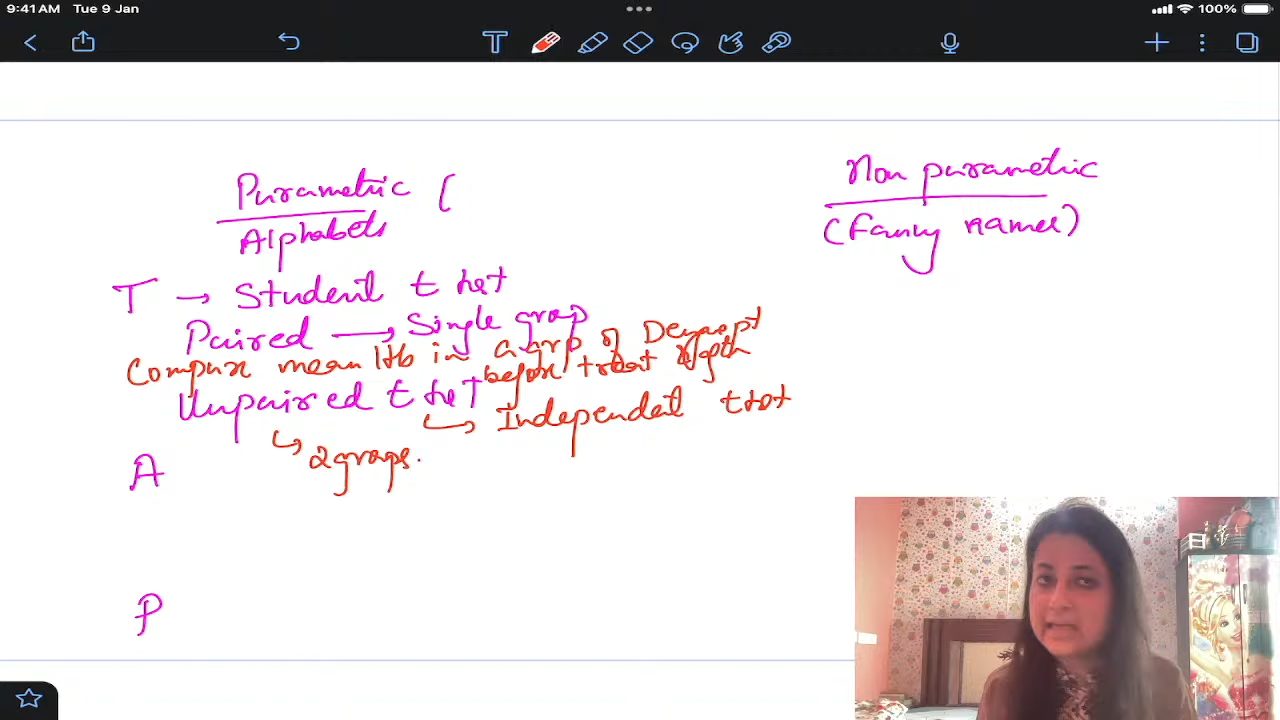 9:41 AM Tue 9 Jan
100%
T
Parametric (
Alphabets
Non parametric
(Fancy names)
T → Student t test
Paired → Single group
Compare mean Hb in a grp of
before treat
Unpaired t test
↳ Independent t test
↳ 2 groups.
A
P